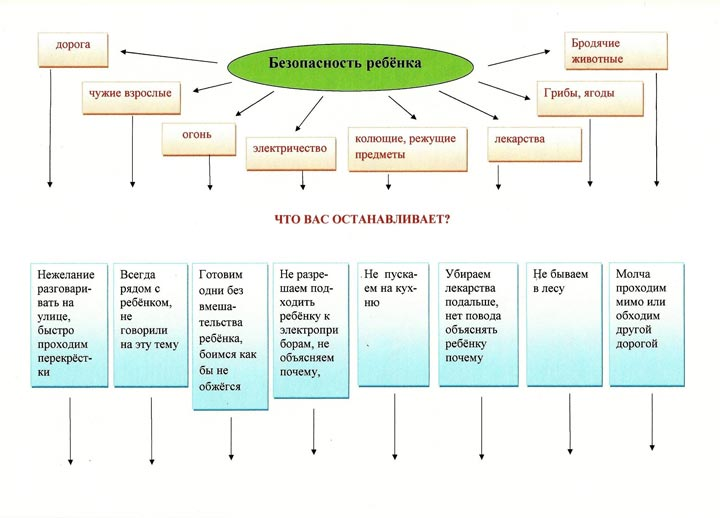 дорога
Безопасность ребёнка
Бродячие
животные
чужие взрослые
Грибы, ягоды
огонь
электричество
колющие, режущие
предметы
лекарства
ЧТО ВАС ОСТАНАВЛИВАЕТ?
Нежелание
разговари-
вать на
улице,
быстро
проходим
перекрёст-
ки
Всегда
рядом с
ребёнком,
не
говорили
на эту тему
Готовим
одни без
вмеша-
тельства
ребёнка,
боимся как
бы не
обжёгся
Не разре-
шаем под-
ходить
ребёнку к
электропри
борам, не
объясняем
почему,
Не пуска-
ем на кух-
ню
Убираем
лекарства
подальше,
нет повода
объяснять
ребёнку
почему
Не бываем
в лесу
Молча
проходим
мимо или
обходим
другой
дорогой